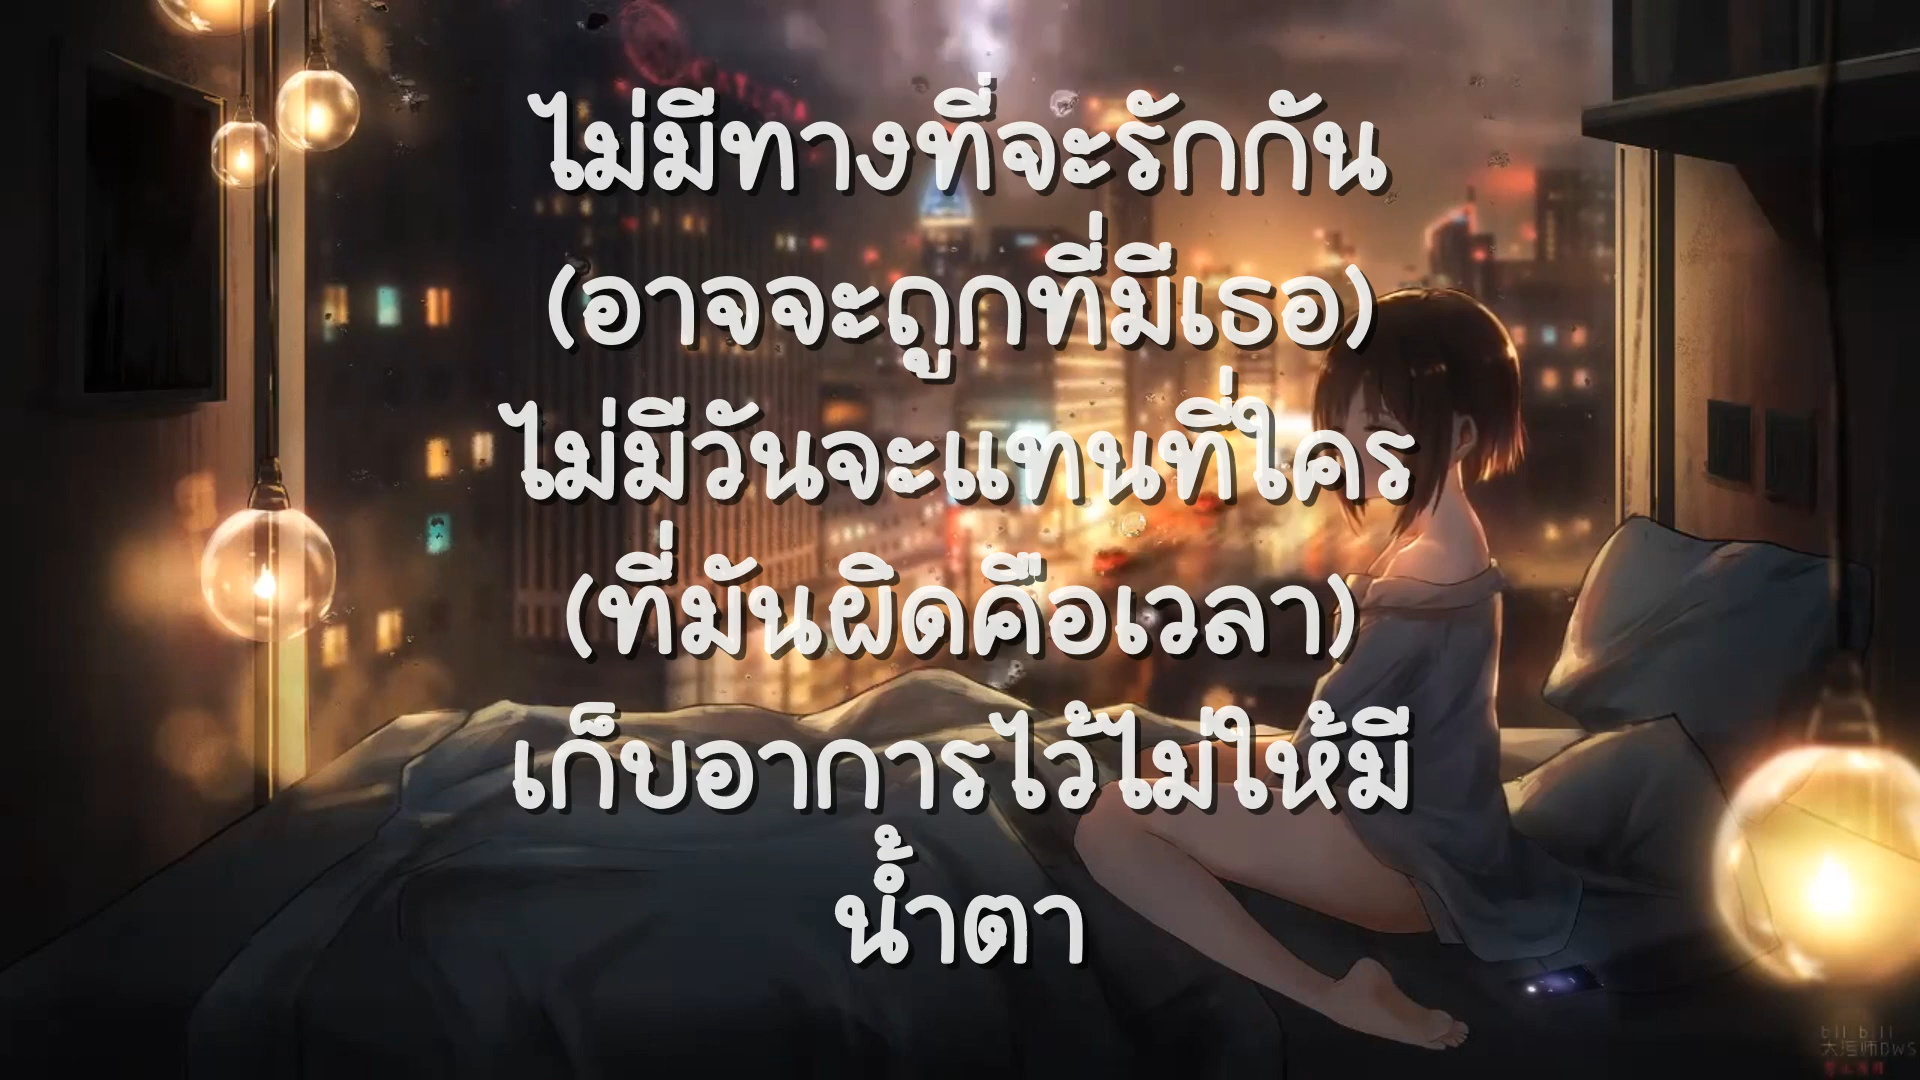 ไม่มีทางที่จะรักกัน
(อาจจะถูกที่มีเธอ)
ไม่มีวันจะแทนที่ใคร
(ที่มันผิดคือเวลา)
เก็บอาการไว้ไม่ให้มี
น้ำตา